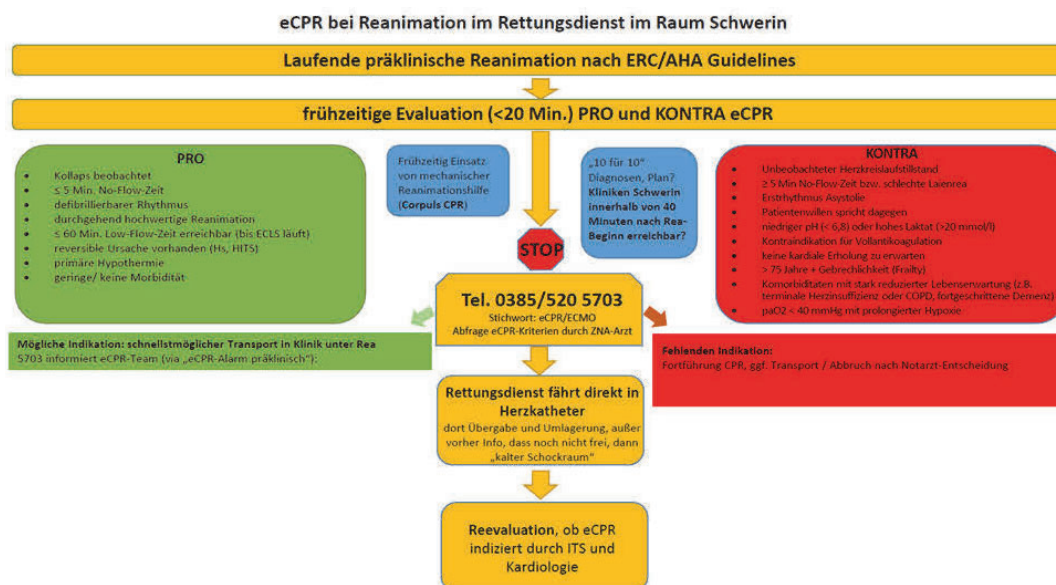 eCPR bei Reanimation im Rettungsdienst im Raum Schwerin
Laufende präklinische Reanimation nach ERC/AHA Guidelines
frühzeitige Evaluation (<20 Min.) PRO und KONTRA eCPR
PRO
• Kollaps beobachtet
• ≤ 5 Min. No-Flow-Zeit
• defibrillierbarer Rhythmus
• durchgehend hochwertige Reanimation
• ≤ 60 Min. Low-Flow-Zeit erreichbar (bis ECLS läuft)
• reversible Ursache vorhanden (Hs, HITS)
• primäre Hypothermie
• geringe/ keine Morbidität
Frühzeitig Einsatz
von mechanischer
Reanimationshilfe
(Corpuls CPR)
„10 für 10“
Diagnosen, Plan?
Kliniken Schwerin
innerhalb von 40
Minuten nach Rea-
Beginn erreichbar?
KONTRA
• Unbeobachteter Herzkreislaufstillstand
• ≥ 5 Min No-Flow-Zeit bzw. schlechte Laienrea
• Erstrhythmus Asystolie
• Patientenwillen spricht dagegen
• niedriger pH (< 6,8) oder hohes Laktat (>20 mmol/l)
• Kontraindikation für Vollantikoagulation
• keine kardiale Erholung zu erwarten
• > 75 Jahre + Gebrechlichkeit (Frailty)
• Komorbiditäten mit stark reduzierter Lebenserwartung (z.B.
terminale Herzinsuffizienz oder COPD, fortgeschrittene Demenz)
• paO2 < 40 mmHg mit prolongierter Hypoxie
STOP
Tel. 0385/520 5703
Stichwort: eCPR/ECMO
Abfrage eCPR-Kriterien durch ZNA-Arzt
Mögliche Indikation: schnellstmöglicher Transport in Klinik unter Rea
5703 informiert eCPR-Team (via „eCPR-Alarm präklinisch“):
Fehlenden Indikation:
Fortführung CPR, ggf. Transport / Abbruch nach Notarzt-Entscheidung
Rettungsdienst fährt direkt in
Herzkatheter
dort Übergabe und Umlagerung, außer
vorher Info, dass noch nicht frei, dann
„kalter Schockraum“
Reevaluation, ob eCPR
indiziert durch ITS und
Kardiologie